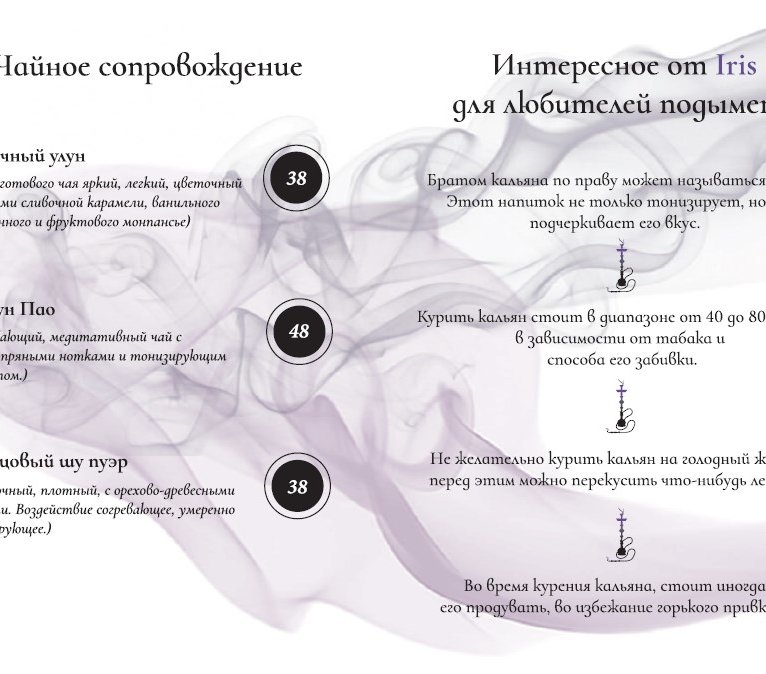 Чайное сопровождение
чный улун
готового чая яркий, легкий, цветочный
ми сливочной карамели, ванильного
нного и фруктового монпансье)
38
ун Пао
ающий, медитативный чай с
пряными нотками и тонизирующим
том.)
48
цовый шу пуэр
очный, плотный, с орехово-древесными
и. Воздействие согревающее, умеренно
рующее.)
38
Интересное от Iris
для любителей подымет
Братом кальяна по праву может называться
Этот напиток не только тонизирует, но
подчеркивает его вкус.
Курить кальян стоит в диапазоне от 40 до 80
в зависимости от табака и
способа его забивки.
Не желательно курить кальян на голодный ж
перед этим можно перекусить что-нибудь ле
Во время курения кальяна, стоит иногда
его продувать, во избежание горького привк